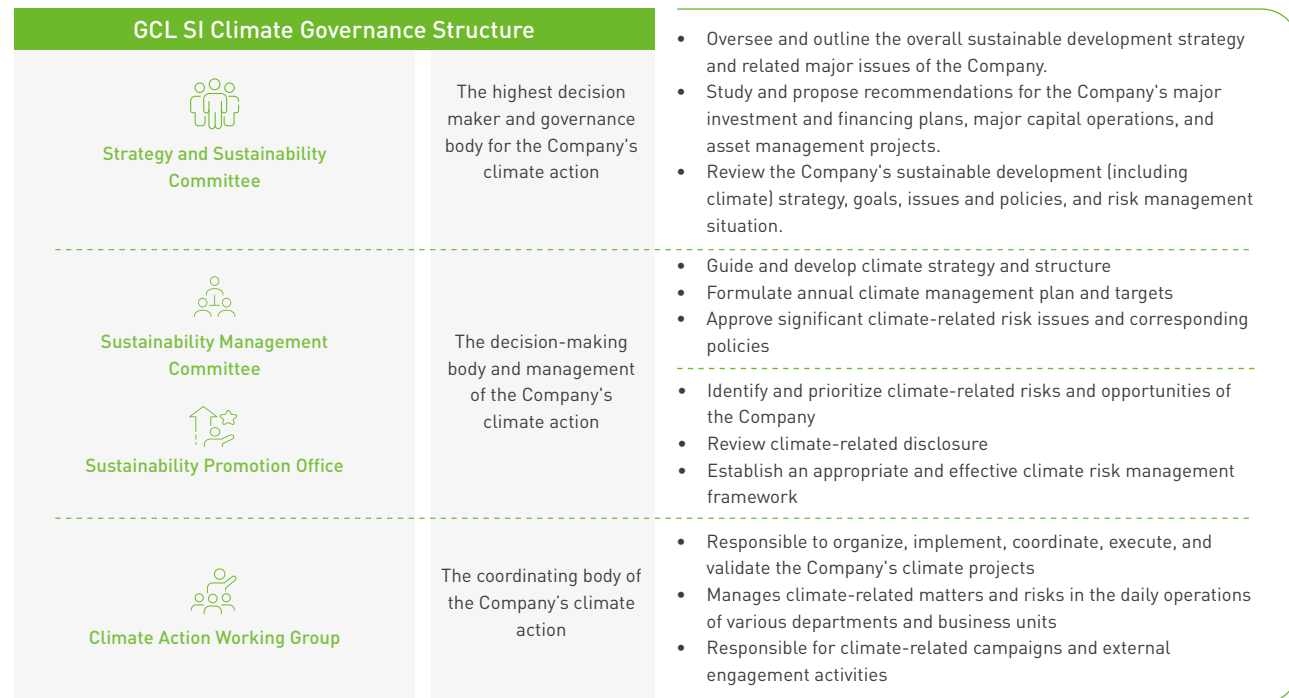 GCL SI Climate Governance Structure
Strategy and Sustainability
Committee
The highest decision
maker and governance
body for the Company's
climate action
• Oversee and outline the overall sustainable development strategy
and related major issues of the Company.
• Study and propose recommendations for the Company's major
investment and financing plans, major capital operations, and
asset management projects.
• Review the Company's sustainable development (including
climate) strategy, goals, issues and policies, and risk management
situation.
Sustainability Management
Committee
Sustainability Promotion Office
The decision-making
body and management
of the Company's
climate action
• Guide and develop climate strategy and structure
• Formulate annual climate management plan and targets
• Approve significant climate-related risk issues and corresponding
policies
• Identify and prioritize climate-related risks and opportunities of
the Company
• Review climate-related disclosure
• Establish an appropriate and effective climate risk management
framework
Climate Action Working Group
The coordinating body of
the Company's climate
action
• Responsible to organize, implement, coordinate, execute, and
validate the Company's climate projects
• Manages climate-related matters and risks in the daily operations
of various departments and business units
• Responsible for climate-related campaigns and external
engagement activities